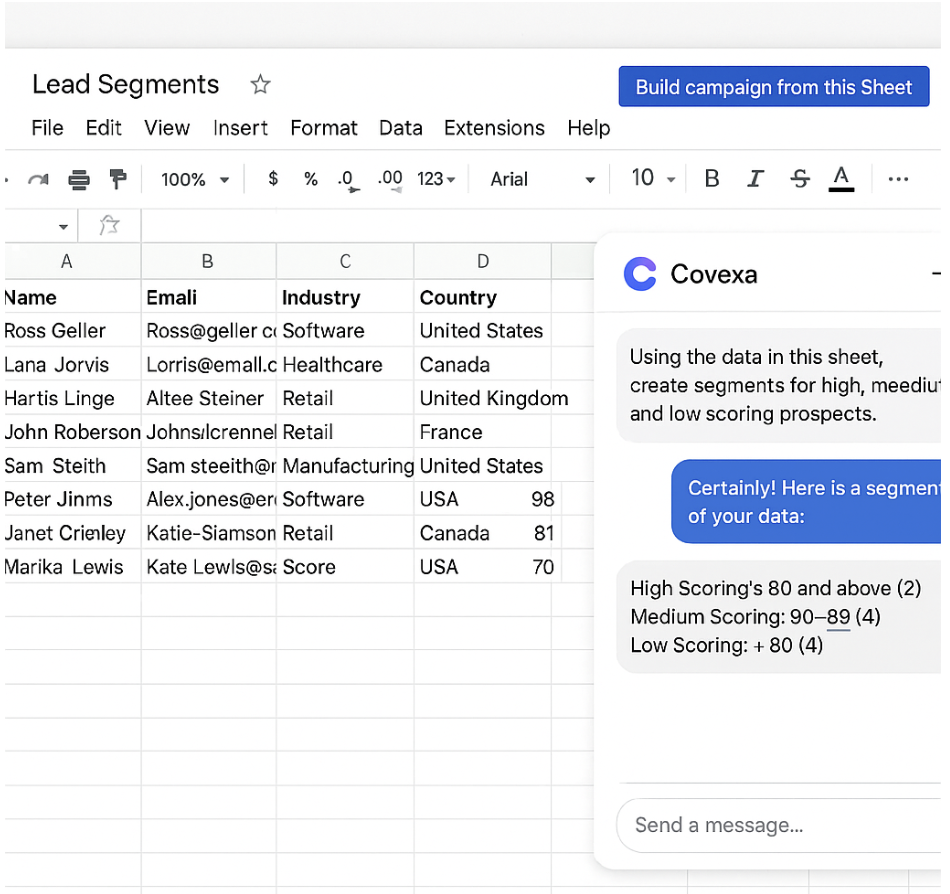 Lead Segments
Build campaign from this Sheet
File Edit View Insert Format Data Extensions Help
100% $ % .0 .00 123 Arial 10 B I S A
A B C D
Name Emali Industry Country
Ross Geller Ross@geller cc Software United States
Lana Jorvis Lorris@emall.c Healthcare Canada
Hartis Linge Altee Steiner Retail United Kingdom
John Roberson Retail France
Sam Steith Sam steeith@r Manufacturing United States
Peter Jinms Alex.jones@er Software USA 98
Janet Crienley Katie-Siamson Retail Canada 81
Marika Lewis Kate Lewls@sa Score USA 70
Covexa
Using the data in this sheet,
create segments for high, meediu
and low scoring prospects.
Certainly! Here is a segment
of your data:
High Scoring's 80 and above (2)
Medium Scoring: 90–89 (4)
Low Scoring: + 80 (4)
Send a message...